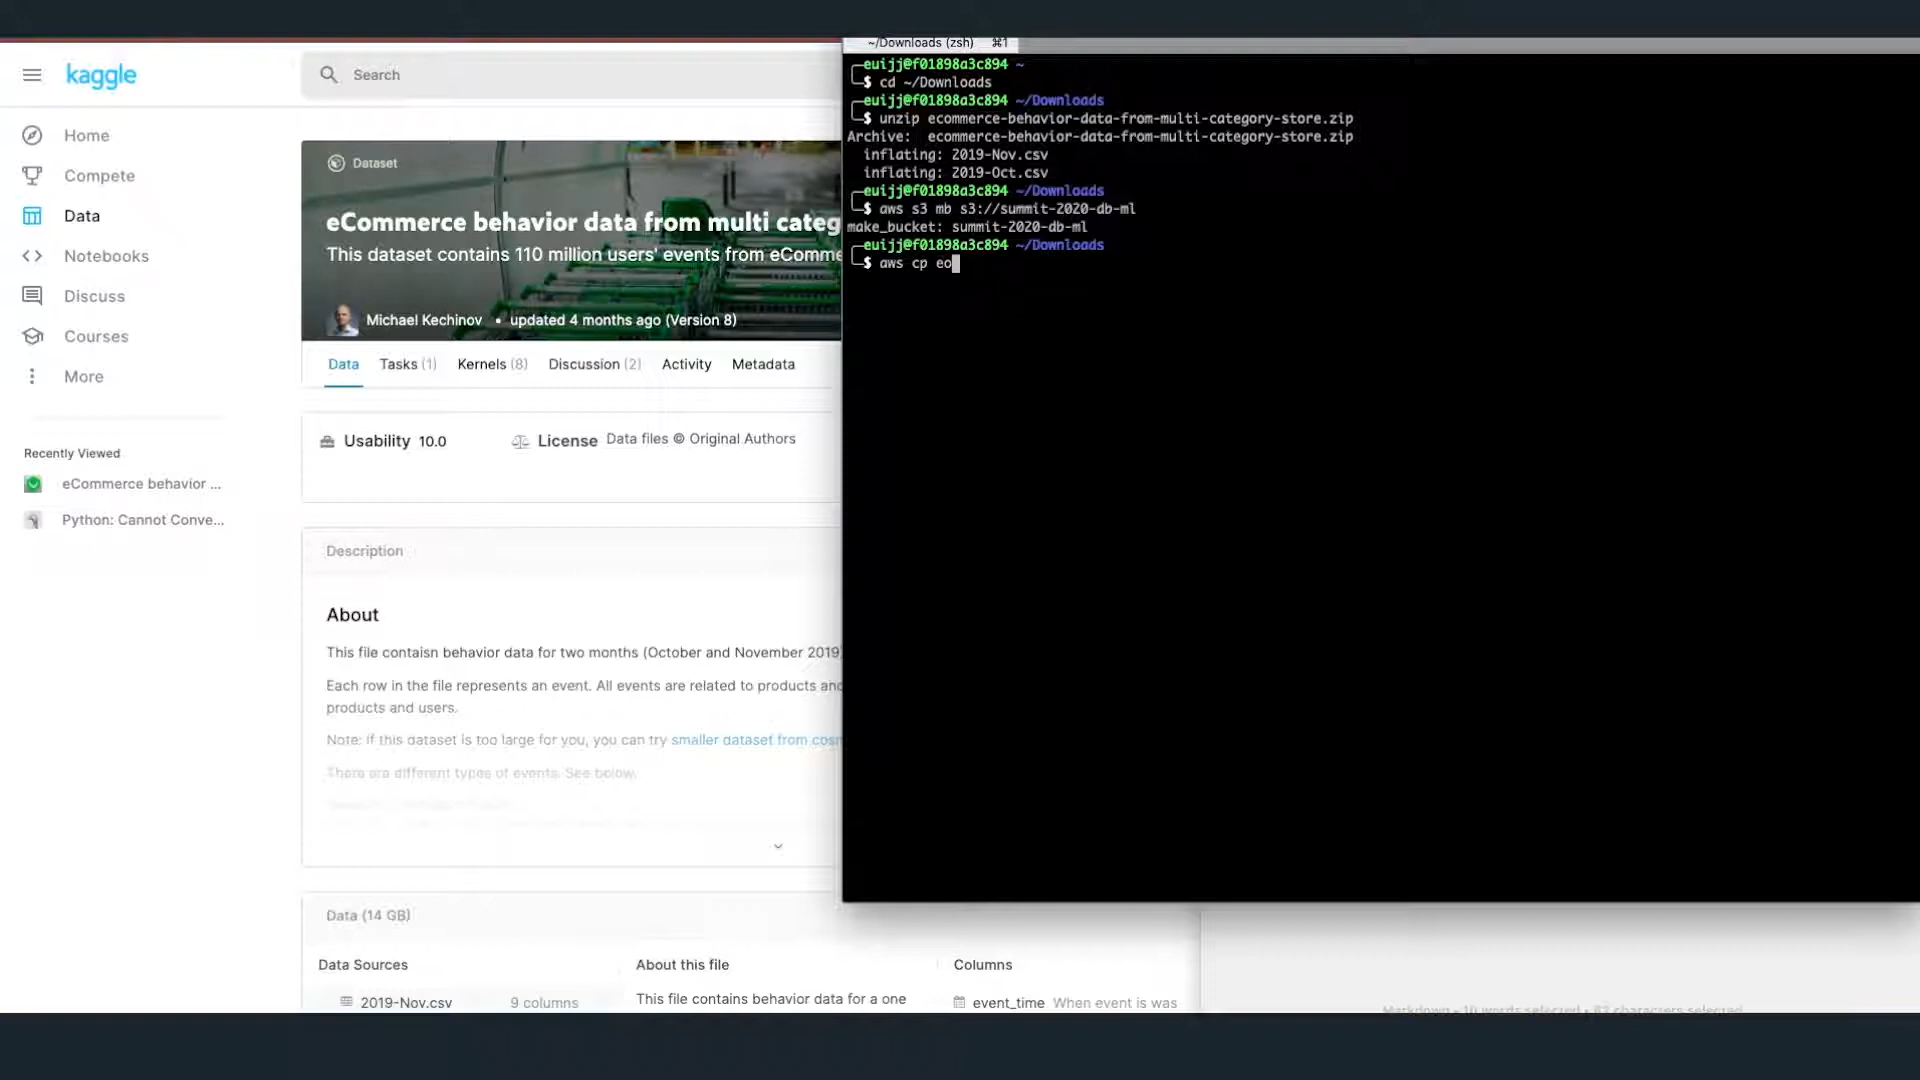 kaggle
Search
Home
Compete
Data
Notebooks
Discuss
Courses
More
Recently Viewed
eCommerce behavior ...
Python: Cannot Conve...
Dataset
eCommerce behavior data from multi categ
This dataset contains 110 million users' events from eComme
Michael Kechinov • updated 4 months ago (Version 8)
Data Tasks (1) Kernels (8) Discussion (2) Activity Metadata
Usability 10.0 License Data files © Original Authors
Description
About
This file contaisn behavior data for two months (October and November 2019)
Each row in the file represents an event. All events are related to products and
products and users.
Note: if this dataset is too large for you, you can try smaller dataset from cosm
There are different types of events. See below.
Data (14 GB)
Data Sources
2019-Nov.csv 9 columns
About this file
This file contains behavior data for a one
Columns
event_time When event is was
~/Downloads (zsh) ⌘1
euijj@f01898a3c894 ~
$ cd ~/Downloads
euijj@f01898a3c894 ~/Downloads
$ unzip ecommerce-behavior-data-from-multi-category-store.zip
Archive: ecommerce-behavior-data-from-multi-category-store.zip
inflating: 2019-Nov.csv
inflating: 2019-Oct.csv
euijj@f01898a3c894 ~/Downloads
$ aws s3 mb s3://summit-2020-db-ml
make_bucket: summit-2020-db-ml
euijj@f01898a3c894 ~/Downloads
$ aws cp eo
Markdown • 10 words selected • 82 characters selected